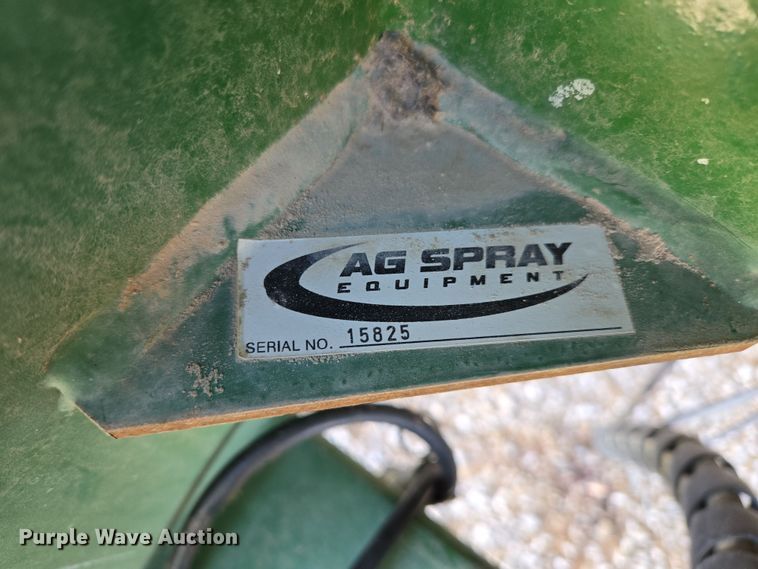 AG SPRAY
EQUIPMENT
SERIAL NO. 15825
Purple Wave Auction